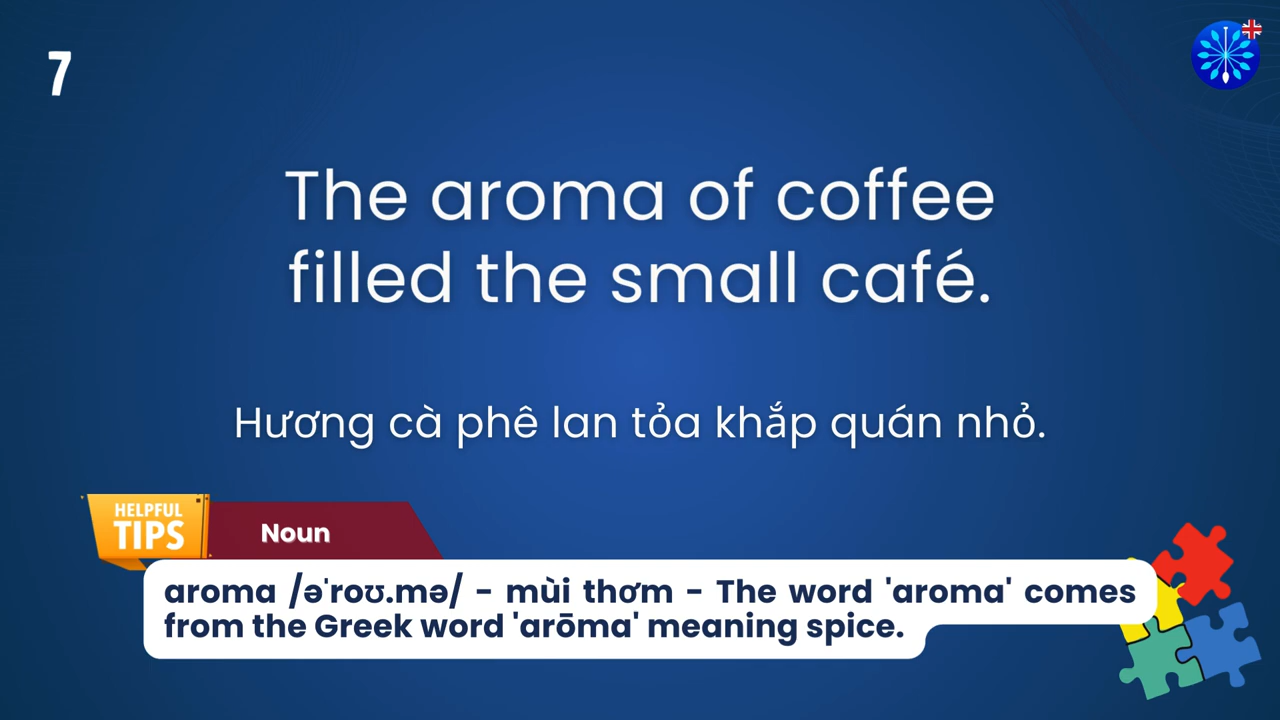 7
The aroma of coffee
filled the small café.
Hương cà phê lan tỏa khắp quán nhỏ.
HELPFUL
TIPS
Noun
aroma /əˈroʊ.mə/ - mùi thơm - The word 'aroma' comes
from the Greek word 'arōma' meaning spice.